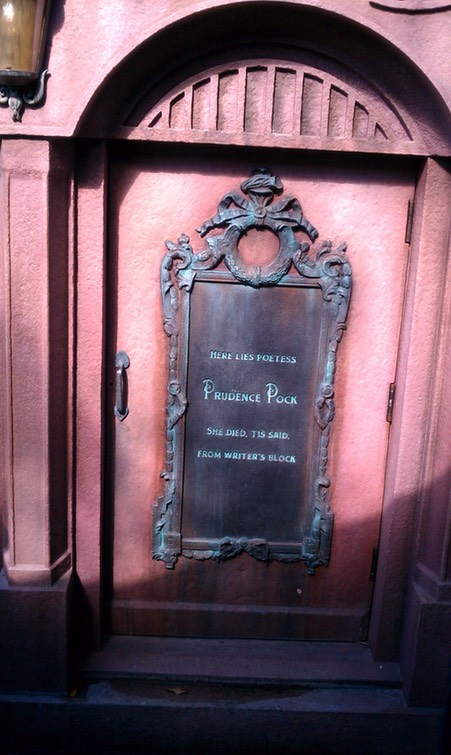 HERE LIES POETESS
PRUDENCE POCK
SHE DIED, TIS SAID,
FROM WRITER'S BLOCK